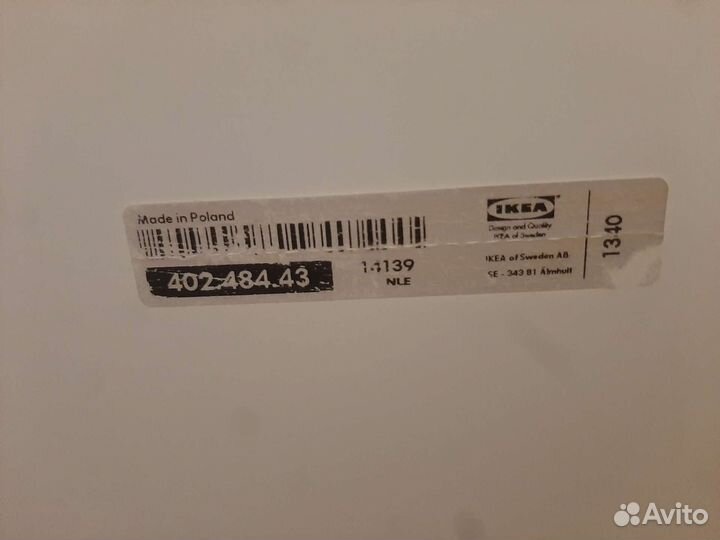 Made in Poland
402.484.43
14139
NLE
IKEA
Design and Quality
IKEA of Sweden
IKEA of Sweden AB
SE - 343 81 Älmhult
1340
Avito